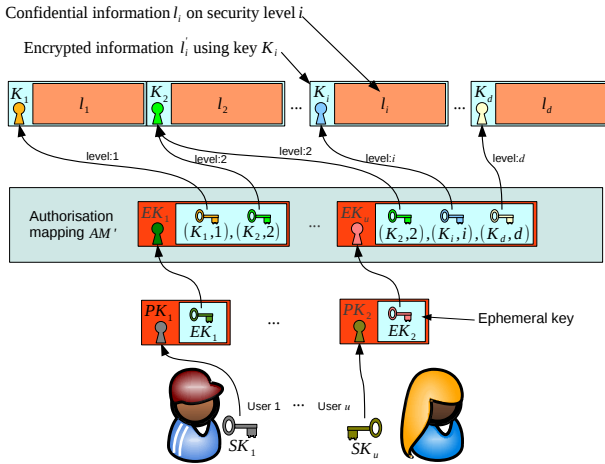 Confidential information l_i on security level i
Encrypted information l_i' using key K_i
K_1 l_1 K_2 l_2 ... K_i l_i ... K_d l_d
level:1 level:2 level:2 level:i level:d
Authorisation mapping AM'
EK_1 (K_1,1),(K_2,2) ... EK_u (K_2,2),(K_i,i),(K_d,d)
PK_1 EK_1 ... PK_2 EK_2
Ephemeral key
User 1 ... User u
SK_1 SK_u